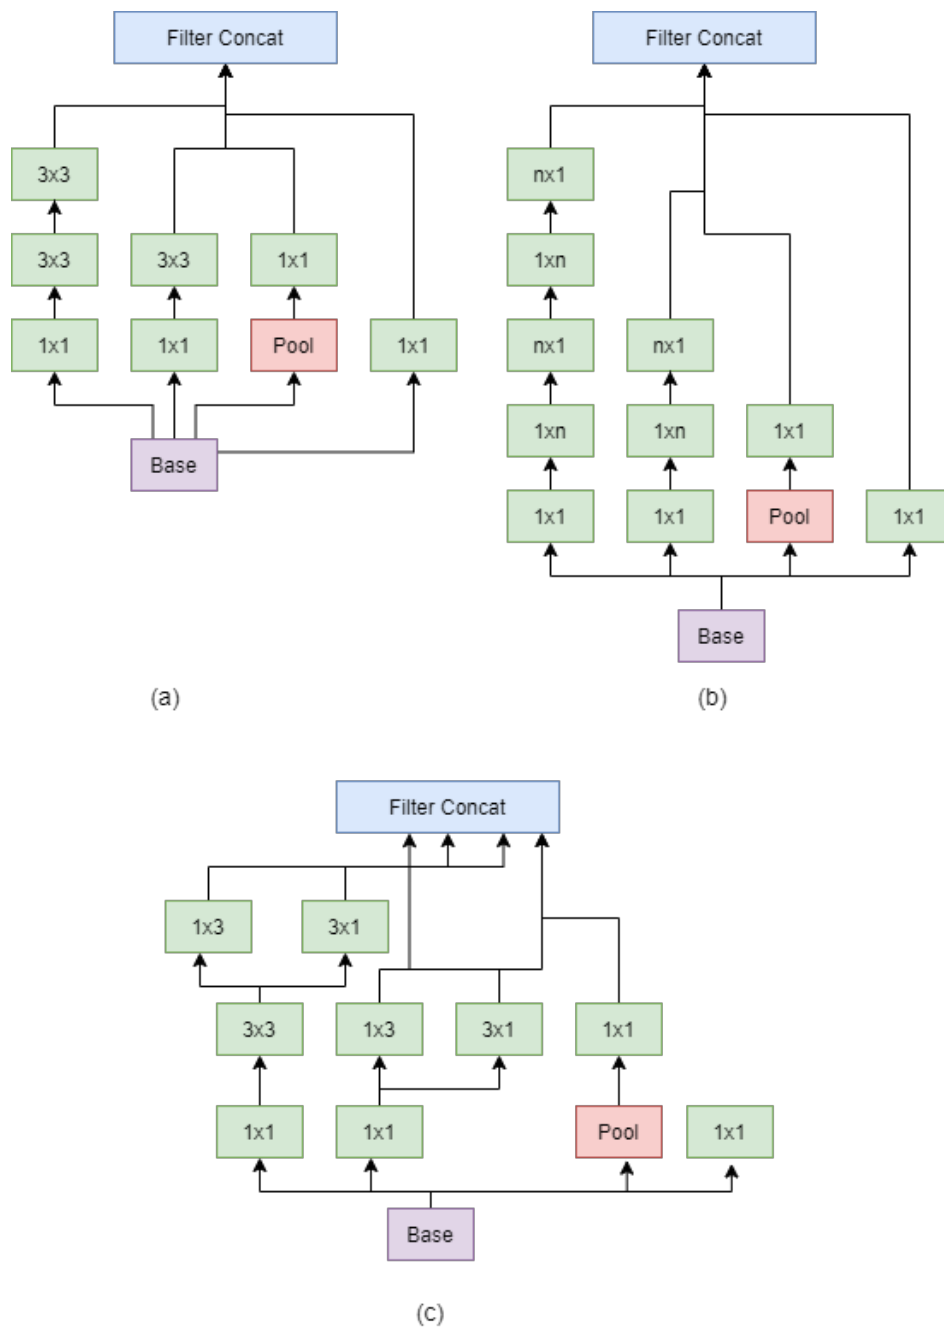 Filter Concat
3x3
3x3
3x3
1x1
1x1
1x1
Pool
1x1
Base
(a)
Filter Concat
nx1
1xn
nx1
nx1
1xn
1xn
1x1
1x1
1x1
Pool
1x1
Base
(b)
Filter Concat
1x3
3x1
3x3
1x3
3x1
1x1
1x1
1x1
Pool
1x1
Base
(c)